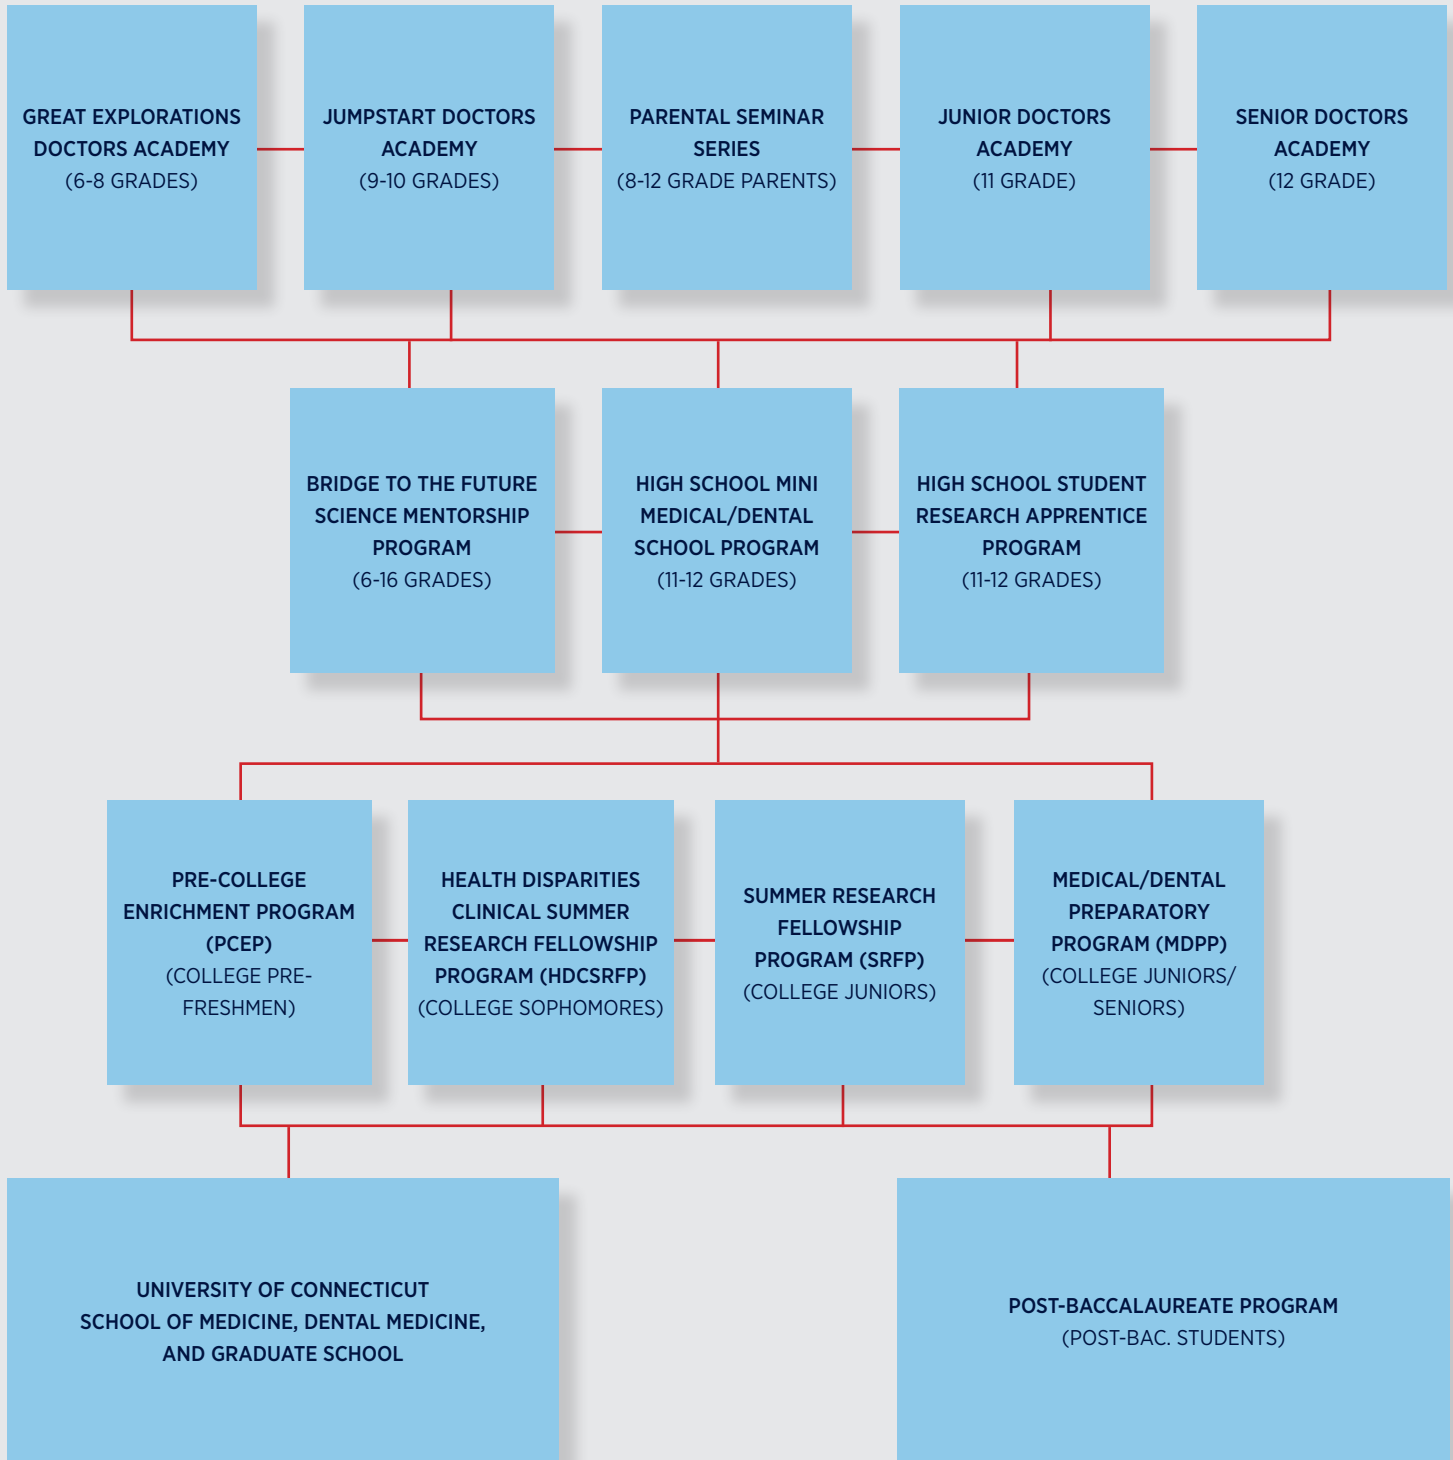 GREAT EXPLORATIONS
DOCTORS ACADEMY
(6-8 GRADES)
JUMPSTART DOCTORS
ACADEMY
(9-10 GRADES)
PARENTAL SEMINAR
SERIES
(8-12 GRADE PARENTS)
JUNIOR DOCTORS
ACADEMY
(11 GRADE)
SENIOR DOCTORS
ACADEMY
(12 GRADE)
BRIDGE TO THE FUTURE
SCIENCE MENTORSHIP
PROGRAM
(6-16 GRADES)
HIGH SCHOOL MINI
MEDICAL/DENTAL
SCHOOL PROGRAM
(11-12 GRADES)
HIGH SCHOOL STUDENT
RESEARCH APPRENTICE
PROGRAM
(11-12 GRADES)
PRE-COLLEGE
ENRICHMENT PROGRAM
(PCEP)
(COLLEGE PRE-
FRESHMEN)
HEALTH DISPARITIES
CLINICAL SUMMER
RESEARCH FELLOWSHIP
PROGRAM (HDCSRFP)
(COLLEGE SOPHOMORES)
SUMMER RESEARCH
FELLOWSHIP
PROGRAM (SRFP)
(COLLEGE JUNIORS)
MEDICAL/DENTAL
PREPARATORY
PROGRAM (MDPP)
(COLLEGE JUNIORS/
SENIORS)
UNIVERSITY OF CONNECTICUT
SCHOOL OF MEDICINE, DENTAL MEDICINE,
AND GRADUATE SCHOOL
POST-BACCALAUREATE PROGRAM
(POST-BAC. STUDENTS)